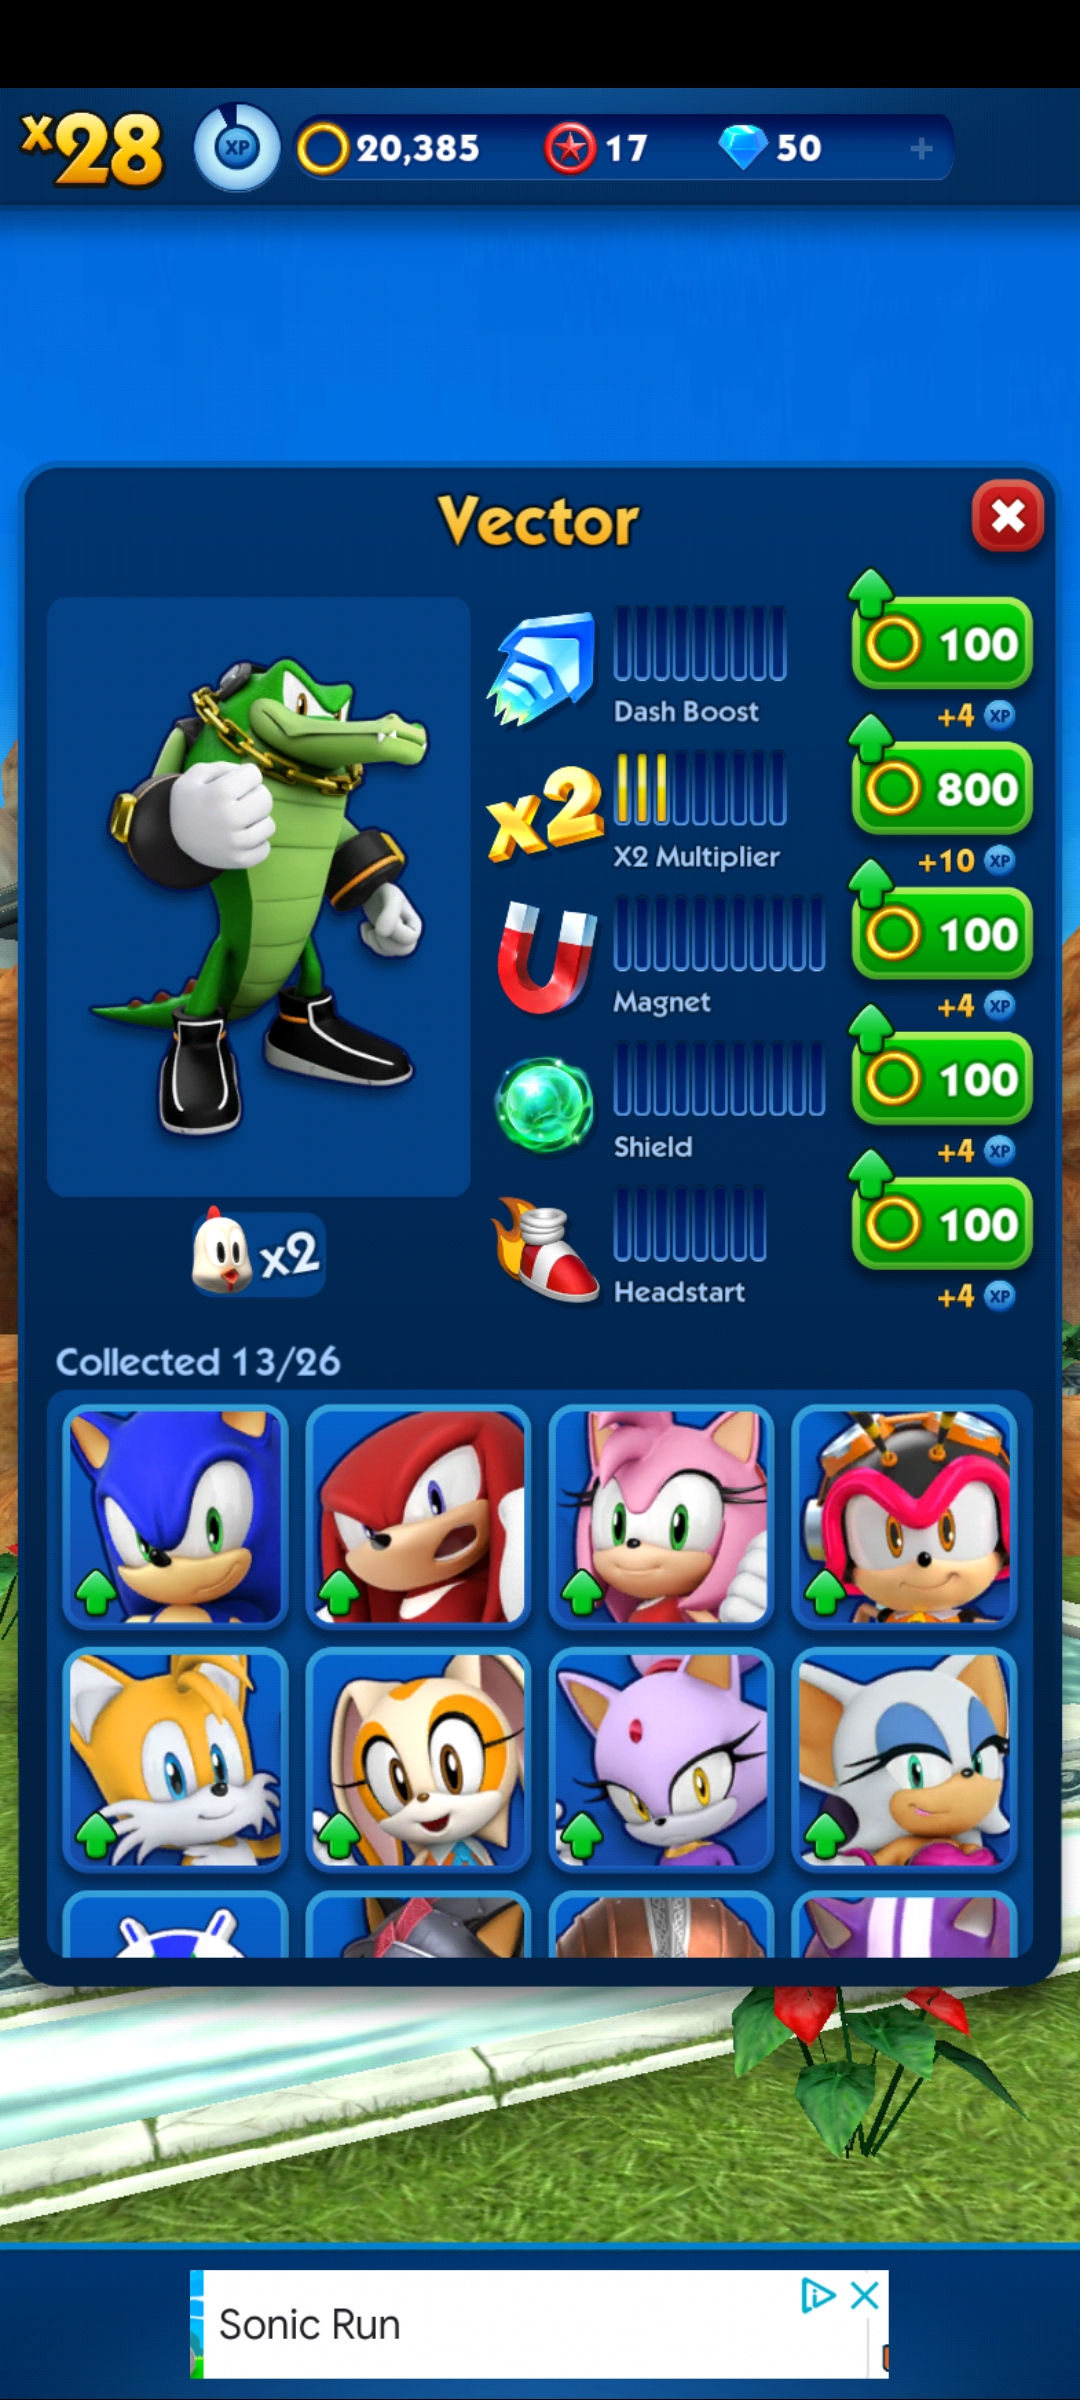 x28 XP 20,385 17 50 +
Vector
100
Dash Boost
+4 XP
x2 800
X2 Multiplier
+10 XP
100
Magnet
+4 XP
100
Shield
+4 XP
x2
100
Headstart
+4 XP
Collected 13/26
Sonic Run